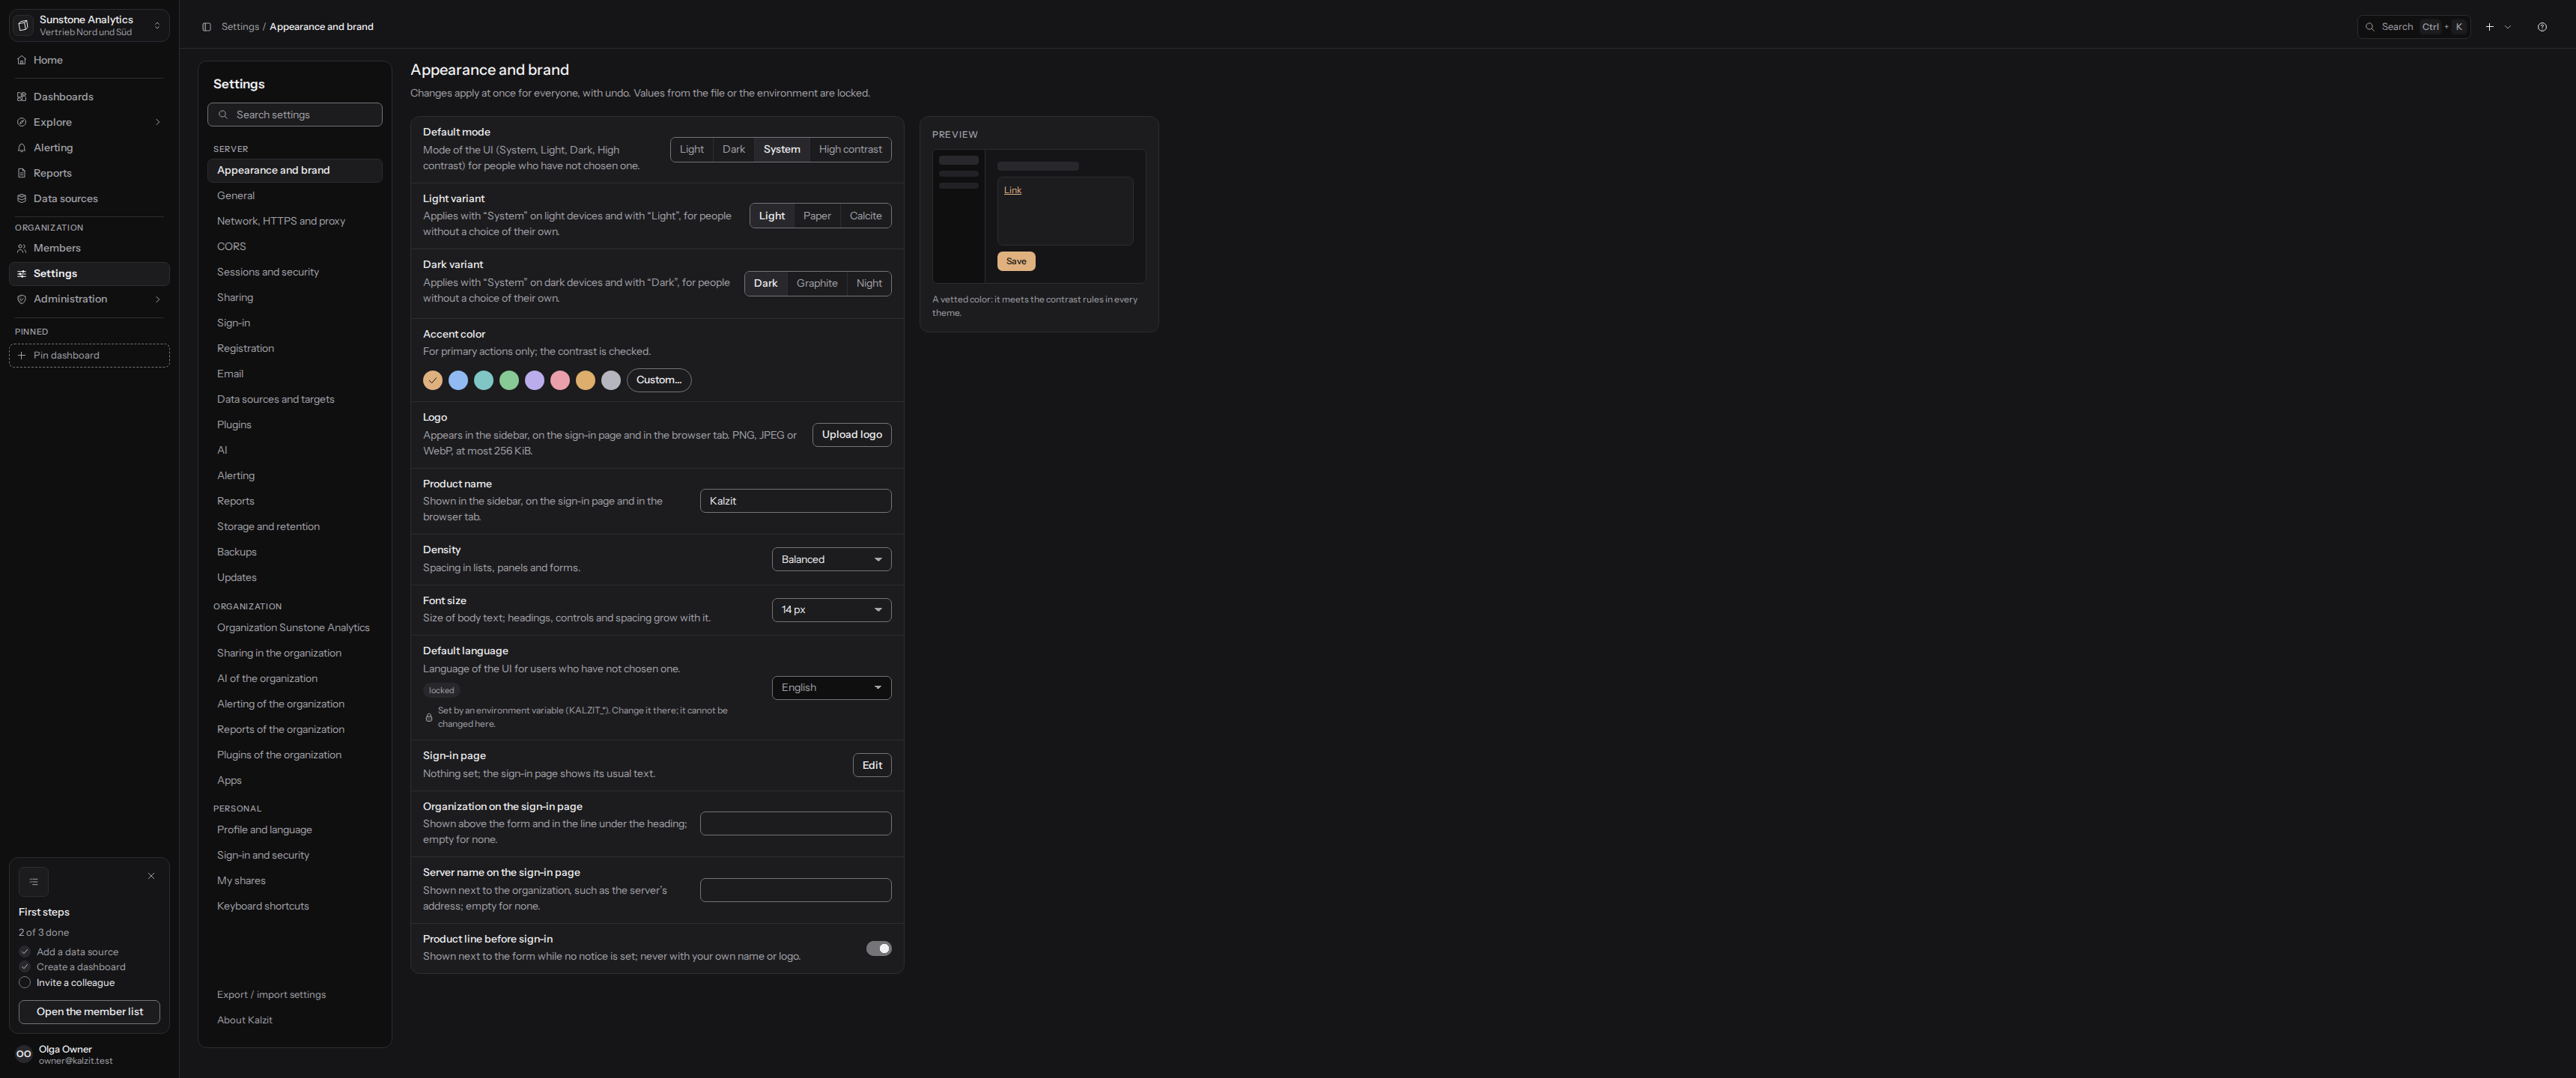 Sunstone Analytics
Vertrieb Nord und Süd
Home
Dashboards
Explore
Alerting
Reports
Data sources
ORGANIZATION
Members
Settings
Administration
PINNED
Pin dashboard
First steps
2 of 3 done
Add a data source
Create a dashboard
Invite a colleague
Open the member list
OO
Olga Owner
owner@kalzit.test
Settings / Appearance and brand
Search Ctrl + K
Settings
Search settings
SERVER
Appearance and brand
General
Network, HTTPS and proxy
CORS
Sessions and security
Sharing
Sign-in
Registration
Email
Data sources and targets
Plugins
AI
Alerting
Reports
Storage and retention
Backups
Updates
ORGANIZATION
Organization Sunstone Analytics
Sharing in the organization
AI of the organization
Alerting of the organization
Reports of the organization
Plugins of the organization
Apps
PERSONAL
Profile and language
Sign-in and security
My shares
Keyboard shortcuts
Export / import settings
About Kalzit
Appearance and brand
Changes apply at once for everyone, with undo. Values from the file or the environment are locked.
Default mode
Mode of the UI (System, Light, Dark, High
contrast) for people who have not chosen one.
Light Dark System High contrast
Light variant
Applies with “System” on light devices and with “Light”, for people
without a choice of their own.
Light Paper Calcite
Dark variant
Applies with “System” on dark devices and with “Dark”, for people
without a choice of their own.
Dark Graphite Night
Accent color
For primary actions only; the contrast is checked.
Custom...
Logo
Appears in the sidebar, on the sign-in page and in the browser tab. PNG, JPEG or
WebP, at most 256 KiB.
Upload logo
Product name
Shown in the sidebar, on the sign-in page and in the
browser tab.
Kalzit
Density
Spacing in lists, panels and forms.
Balanced
Font size
Size of body text; headings, controls and spacing grow with it.
14 px
Default language
Language of the UI for users who have not chosen one.
locked
Set by an environment variable (KALZIT_*). Change it there; it cannot be
changed here.
English
Sign-in page
Nothing set; the sign-in page shows its usual text.
Edit
Organization on the sign-in page
Shown above the form and in the line under the heading;
empty for none.
Server name on the sign-in page
Shown next to the organization, such as the server's
address; empty for none.
Product line before sign-in
Shown next to the form while no notice is set; never with your own name or logo.
PREVIEW
Link
Save
A vetted color: it meets the contrast rules in every
theme.